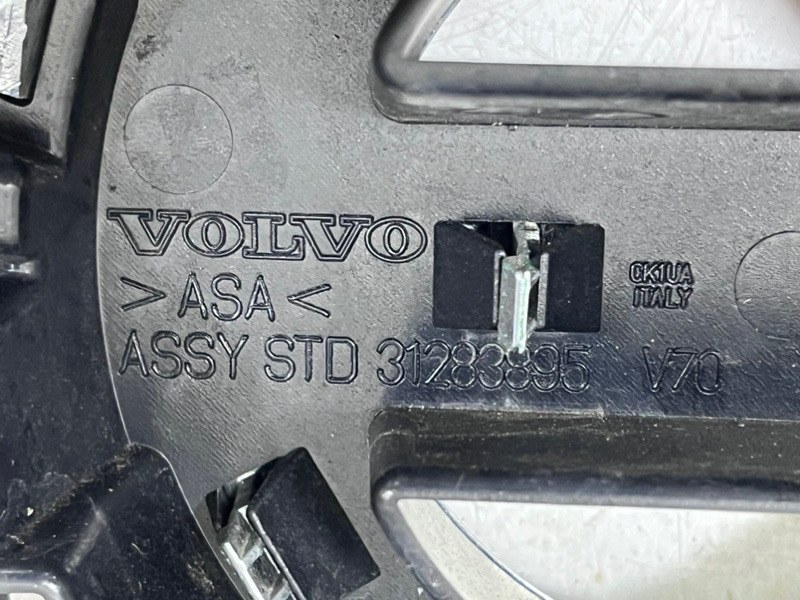 VOLVO
>ASA<
ASSY STD 31283895 V70
CK1UA
ITALY